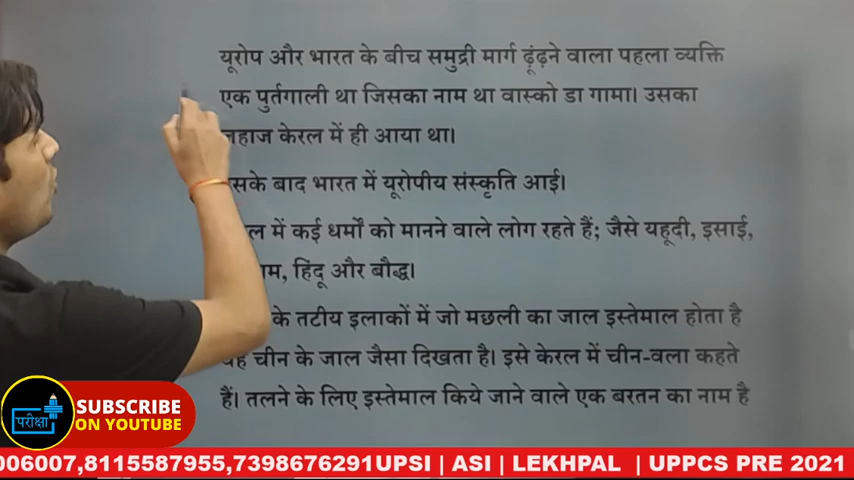 यूरोप और भारत के बीच समुद्री मार्ग ढूंढ़ने वाला पहला व्यक्ति
एक पुर्तगाली था जिसका नाम था वास्को डा गामा। उसका
जहाज केरल में ही आया था।
के बाद भारत में यूरोपीय संस्कृति आई।
में कई धर्मों को मानने वाले लोग रहते हैं; जैसे यहूदी, इसाई,
हिंदू और बौद्ध।
के तटीय इलाकों में जो मछली का जाल इस्तेमाल होता है
वह चीन के जाल जैसा दिखता है। इसे केरल में चीन-वला कहते
हैं। तलने के लिए इस्तेमाल किये जाने वाले एक बरतन का नाम है
परीक्षा
SUBSCRIBE
ON YOUTUBE
006007,8115587955,7398676291UPSI | ASI | LEKHPAL | UPPCS PRE 2021